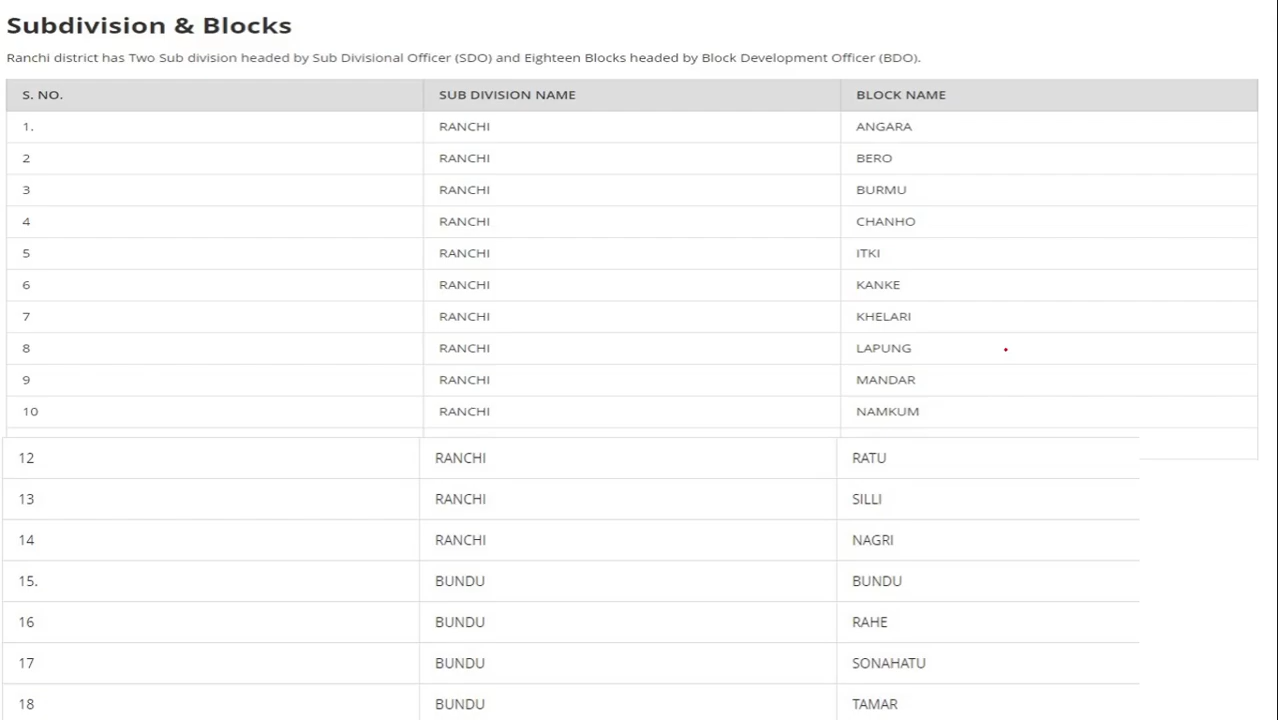 Subdivision & Blocks
Ranchi district has Two Sub division headed by Sub Divisional Officer (SDO) and Eighteen Blocks headed by Block Development Officer (BDO).
S. NO. SUB DIVISION NAME BLOCK NAME
1. RANCHI ANGARA
2 RANCHI BERO
3 RANCHI BURMU
4 RANCHI CHANHO
5 RANCHI ITKI
6 RANCHI KANKE
7 RANCHI KHELARI
8 RANCHI LAPUNG
9 RANCHI MANDAR
10 RANCHI NAMKUM
12 RANCHI RATU
13 RANCHI SILLI
14 RANCHI NAGRI
15. BUNDU BUNDU
16 BUNDU RAHE
17 BUNDU SONAHATU
18 BUNDU TAMAR